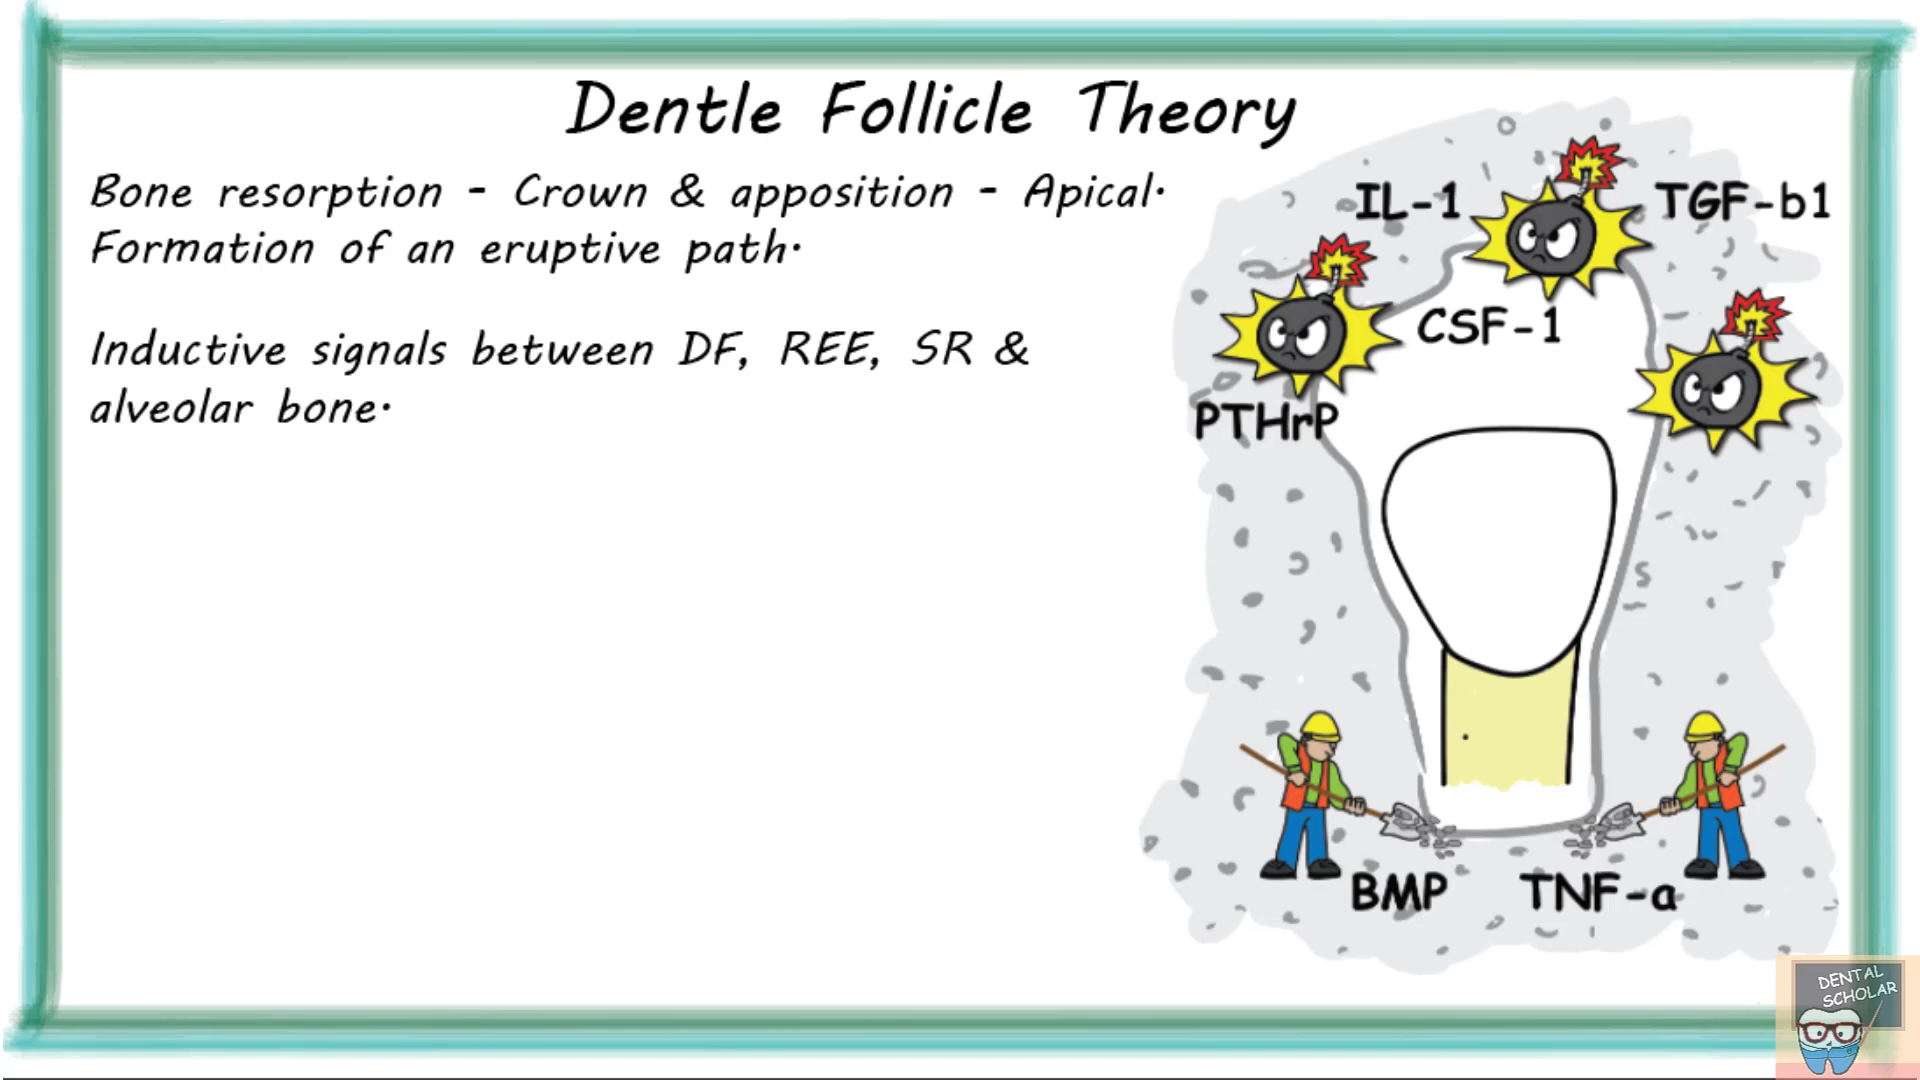 Dentle Follicle Theory
Bone resorption - Crown & apposition - Apical.
Formation of an eruptive path.
Inductive signals between DF, REE, SR &
alveolar bone.
IL-1
TGF-b1
CSF-1
PTHrP
BMP
TNF-a
DENTAL
SCHOLAR